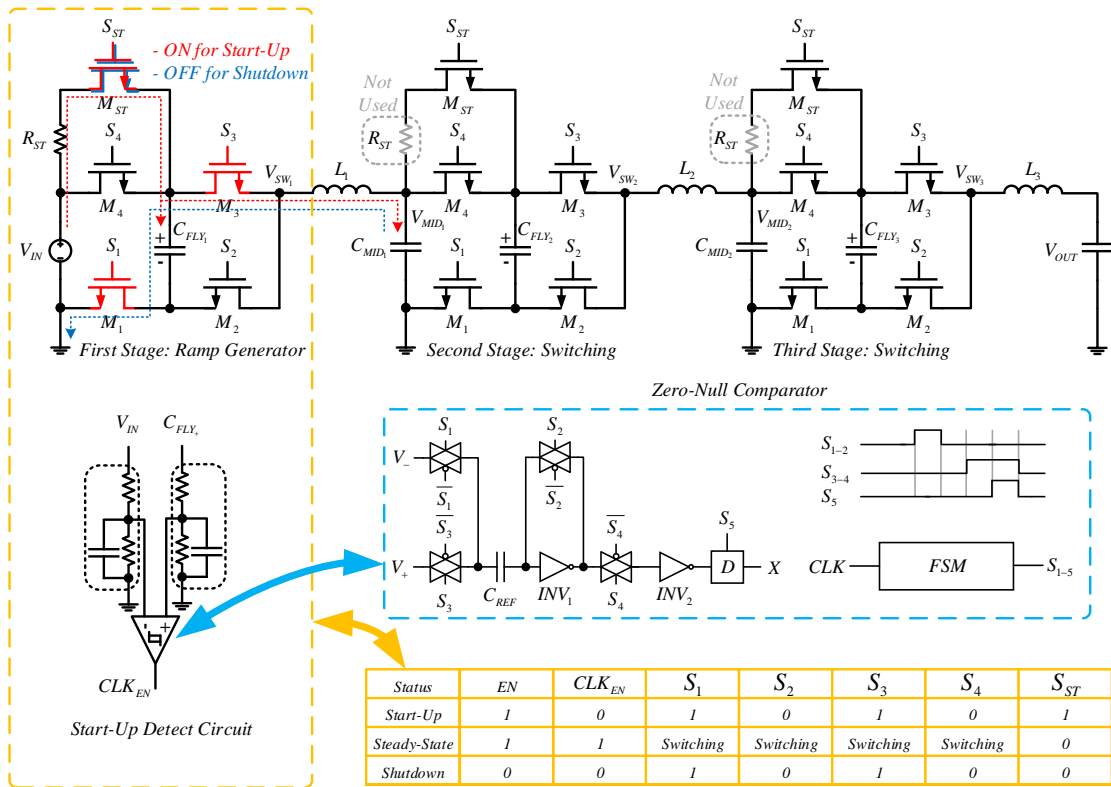 S_ST
- ON for Start-Up
- OFF for Shutdown
M_ST
R_ST
S_4
S_3
M_4
M_3
V_SW1
L_1
V_IN
S_1
C_FLY1
+
-
S_2
M_1
M_2
First Stage: Ramp Generator
S_ST
Not Used
M_ST
R_ST
S_4
S_3
M_4
M_3
V_SW2
L_2
V_MID1
C_MID1
S_1
C_FLY2
+
-
S_2
M_1
M_2
Second Stage: Switching
S_ST
Not Used
M_ST
R_ST
S_4
S_3
M_4
M_3
V_SW3
L_3
V_MID2
C_MID2
S_1
C_FLY3
+
-
S_2
M_1
M_2
V_OUT
Third Stage: Switching
V_IN
C_FLY+
- +
CLK_EN
Start-Up Detect Circuit
Zero-Null Comparator
S_1
S_2
V_-
S̅_1
S̅_2
S̅_3
S̅_4
S_5
V_+
D
X
S_3
C_REF
INV_1
S_4
INV_2
S_1-2
S_3-4
S_5
CLK
FSM
S_1-5
Status EN CLK_EN S_1 S_2 S_3 S_4 S_ST
Start-Up 1 0 1 0 1 0 1
Steady-State 1 1 Switching Switching Switching Switching 0
Shutdown 0 0 1 0 1 0 0